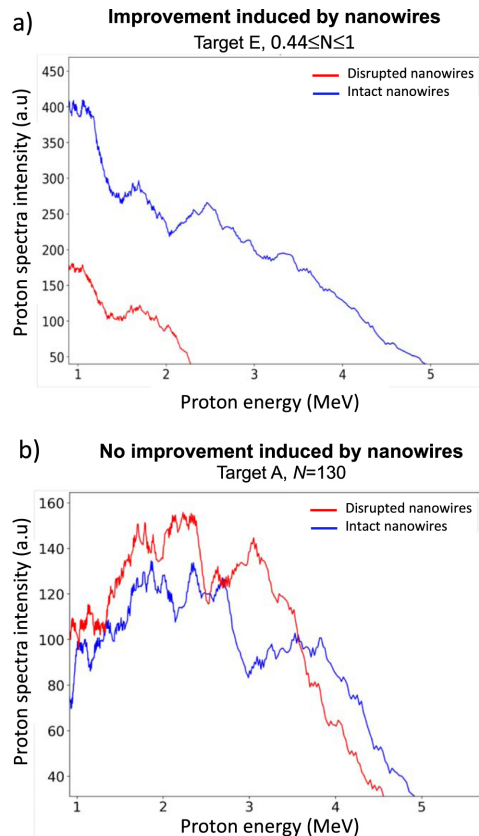 a)
Improvement induced by nanowires
Target E, 0.44≤N≤1
Proton spectra intensity (a.u)
450
400
350
300
250
200
150
100
50
Disrupted nanowires
Intact nanowires
1 2 3 4 5
Proton energy (MeV)
b)
No improvement induced by nanowires
Target A, N=130
Proton spectra intensity (a.u)
160
140
120
100
80
60
40
Disrupted nanowires
Intact nanowires
1 2 3 4 5
Proton energy (MeV)